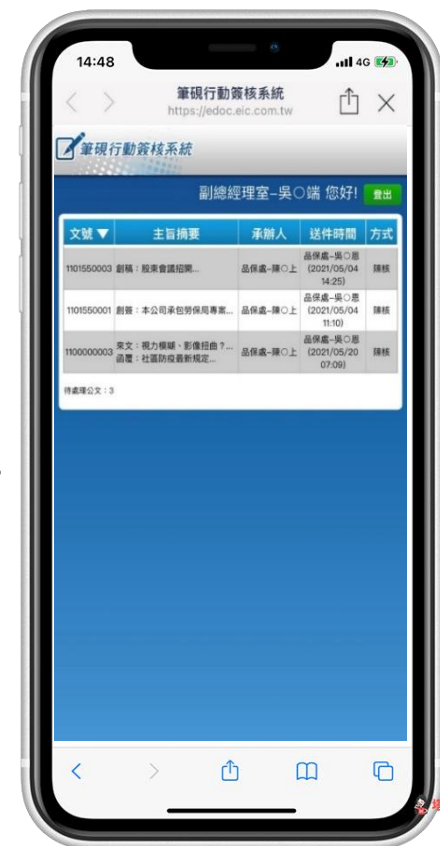 14:48
4G
筆硯行動簽核系統
https://edoc.eic.com.tw
筆硯行動簽核系統
副總經理室–吳○端 您好! 登出
文號▼ 主旨摘要 承辦人 送件時間 方式
1101550003 創稿：股東會議招開... 品保處–陳○上 品保處–吳○恩 (2021/05/04 14:25) 陳核
1101550001 創簽：本公司承包勞保局專案... 品保處–陳○上 品保處–吳○恩 (2021/05/04 11:10) 陳核
1100000003 來文：視力模糊、影像扭曲？... 函覆：社區防疫最新規定... 品保處–陳○上 品保處–吳○恩 (2021/05/20 07:09) 陳核
待處理公文：3